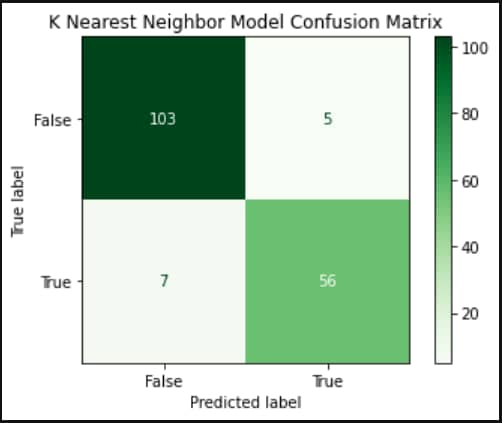 K Nearest Neighbor Model Confusion Matrix
100
80
60
40
20
True label
False
103
5
True
7
56
False
True
Predicted label